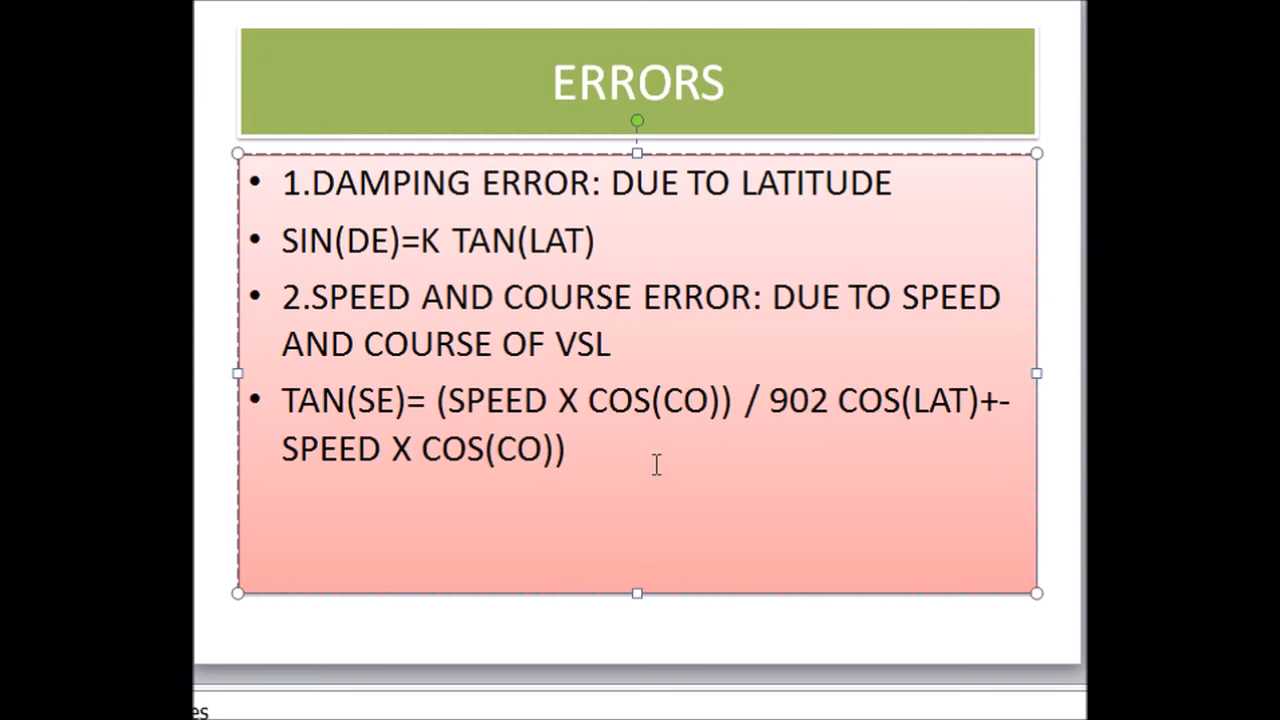 ERRORS
• 1.DAMPING ERROR: DUE TO LATITUDE
• SIN(DE)=K TAN(LAT)
• 2.SPEED AND COURSE ERROR: DUE TO SPEED
AND COURSE OF VSL
• TAN(SE)= (SPEED X COS(CO)) / 902 COS(LAT)+-
SPEED X COS(CO))
es